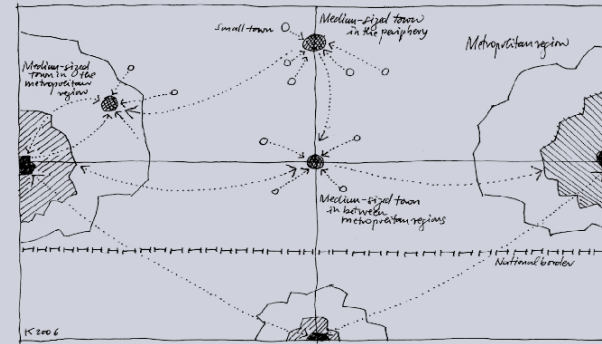 Small town
Medium-sized town
in the periphery
Metropolitan region
Medium-sized
town in the
metropolitan
region
Medium-sized town
in between
metropolitan regions
National border
K 2006